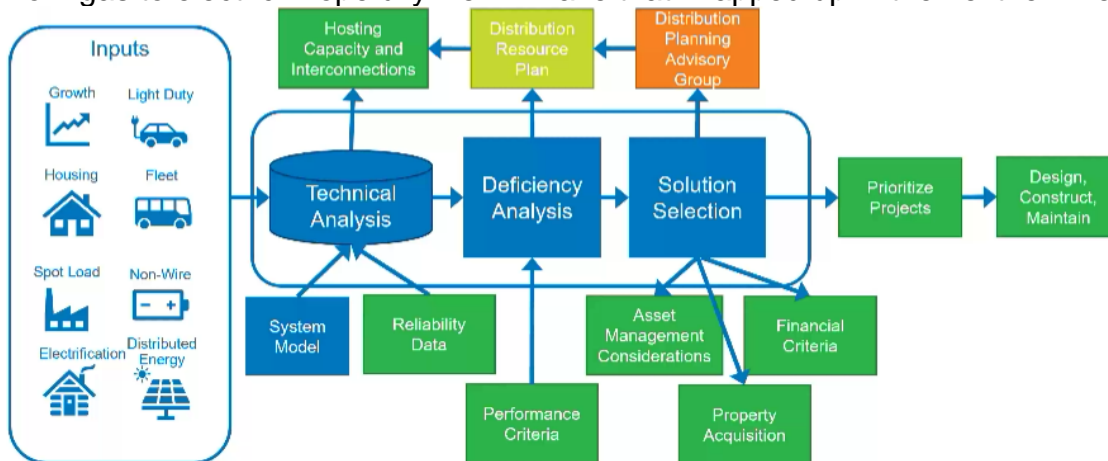 Inputs
Growth
Light Duty
Housing
Fleet
Spot Load
Non-Wire
Electrification
Distributed
Energy
Hosting
Capacity and
Interconnections
Distribution
Resource
Plan
Distribution
Planning
Advisory
Group
Technical
Analysis
Deficiency
Analysis
Solution
Selection
Prioritize
Projects
Design,
Construct,
Maintain
System
Model
Reliability
Data
Performance
Criteria
Asset
Management
Considerations
Property
Acquisition
Financial
Criteria